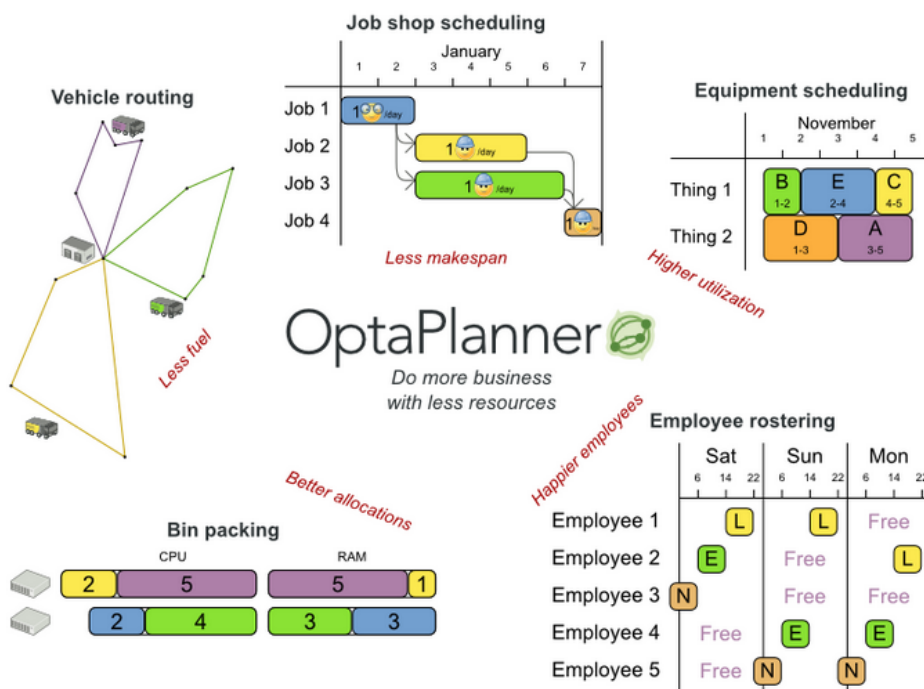 Job shop scheduling
January
1 2 3 4 5 6 7
Job 1
1 /day
Job 2
1 /day
Job 3
1 /day
Job 4
1
Less makespan
Vehicle routing
Less fuel
Equipment scheduling
November
1 2 3 4 5
Thing 1
B E C
1-2 2-4 4-5
Thing 2
D A
1-3 3-5
Higher utilization
OptaPlanner
Do more business
with less resources
Better allocations
Bin packing
CPU RAM
2 5 5 1
2 4 3 3
Happier employees
Employee rostering
Sat Sun Mon
6 14 22 6 14 22 6 14 22
Employee 1 L L Free
Employee 2 E Free L
Employee 3 N Free Free
Employee 4 Free E E
Employee 5 Free N N